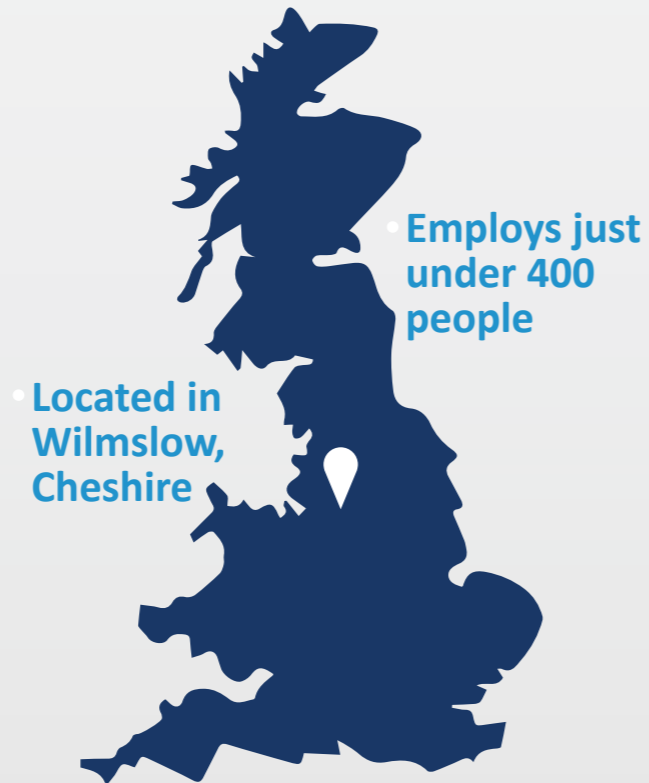 Employs just
under 400
people
Located in
Wilmslow,
Cheshire